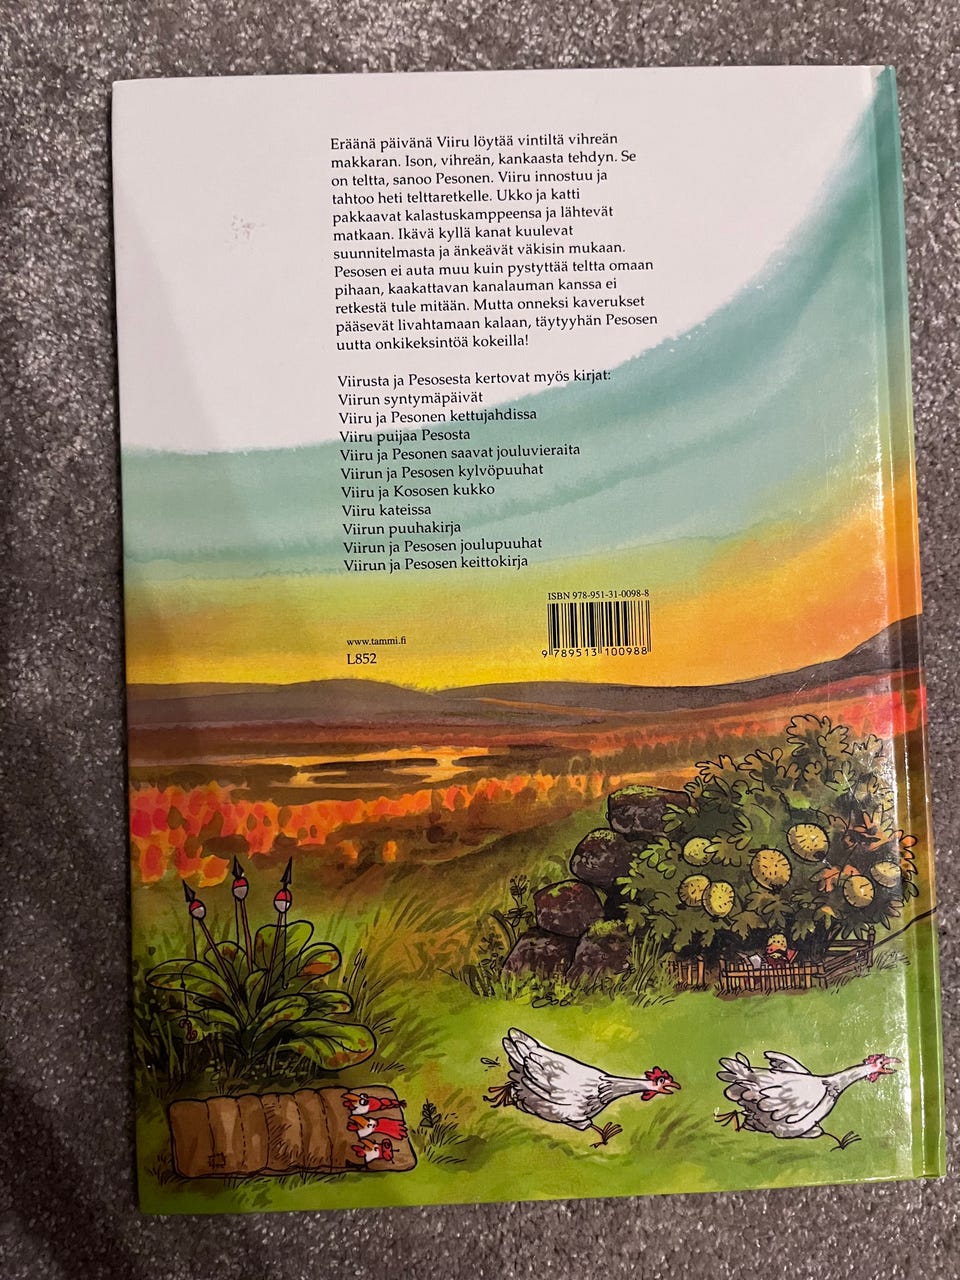 Eräänä päivänä Viiru löytää vintiltä vihreän
makkaran. Ison, vihreän, kankaasta tehdyn. Se
on teltta, sanoo Pesonen. Viiru innostuu ja
tahtoo heti telttaretkelle. Ukko ja katti
pakkaavat kalastuskamppeensa ja lähtevät
matkaan. Ikävä kyllä kanat kuulevat
suunnitelmasta ja änkeävät väkisin mukaan.
Pesosen ei auta muu kuin pystyttää teltta omaan
pihaan, kaakattavan kanalauman kanssa ei
retkestä tule mitään. Mutta onneksi kaverukset
pääsevät livahtamaan kalaan, täytyyhän Pesosen
uutta onkikeksintöä kokeilla!
Viirusta ja Pesosesta kertovat myös kirjat:
Viirun syntymäpäivät
Viiru ja Pesonen kettujahdissa
Viiru puijaa Pesosta
Viiru ja Pesonen saavat jouluvieraita
Viirun ja Pesosen kylvöpuuhat
Viiru ja Kososen kukko
Viiru kateissa
Viirun puuhakirja
Viirun ja Pesosen joulupuuhat
Viirun ja Pesosen keittokirja
ISBN 978-951-31-0098-8
9 789513 100988
www.tammi.fi
L852